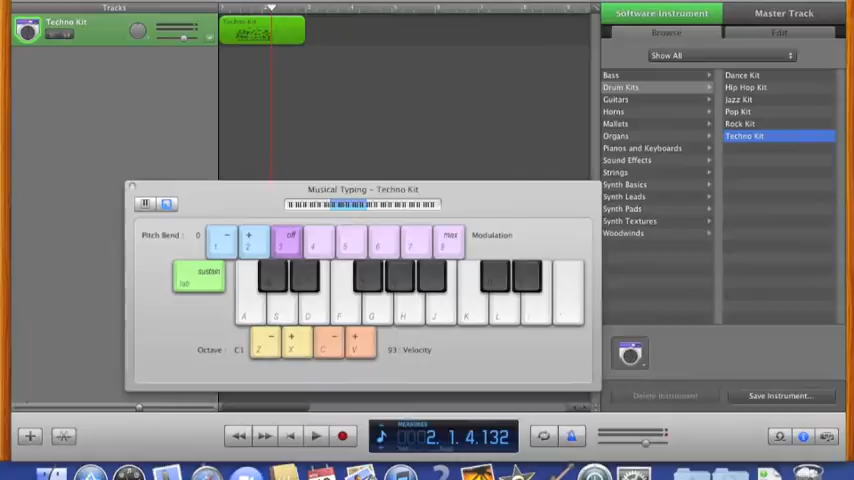 Tracks
Software Instrument
Master Track
Techno Kit
Techno Kit
Browse
Edit
Show All
Bass
Drum Kits
Guitars
Horns
Mallets
Organs
Pianos and Keyboards
Sound Effects
Strings
Synth Basics
Synth Leads
Synth Pads
Synth Textures
Woodwinds
Dance Kit
Hip Hop Kit
Jazz Kit
Pop Kit
Rock Kit
Techno Kit
Musical Typing - Techno Kit
Pitch Bend : 0
− + off max
1 2 3 4 5 6 7 8
Modulation
sustain
tab
A S D F G H J K L ; '
Octave : C1
− + − +
Z X C V
93 Velocity
Delete Instrument
Save Instrument...
MEASURES
2. 1. 4.132